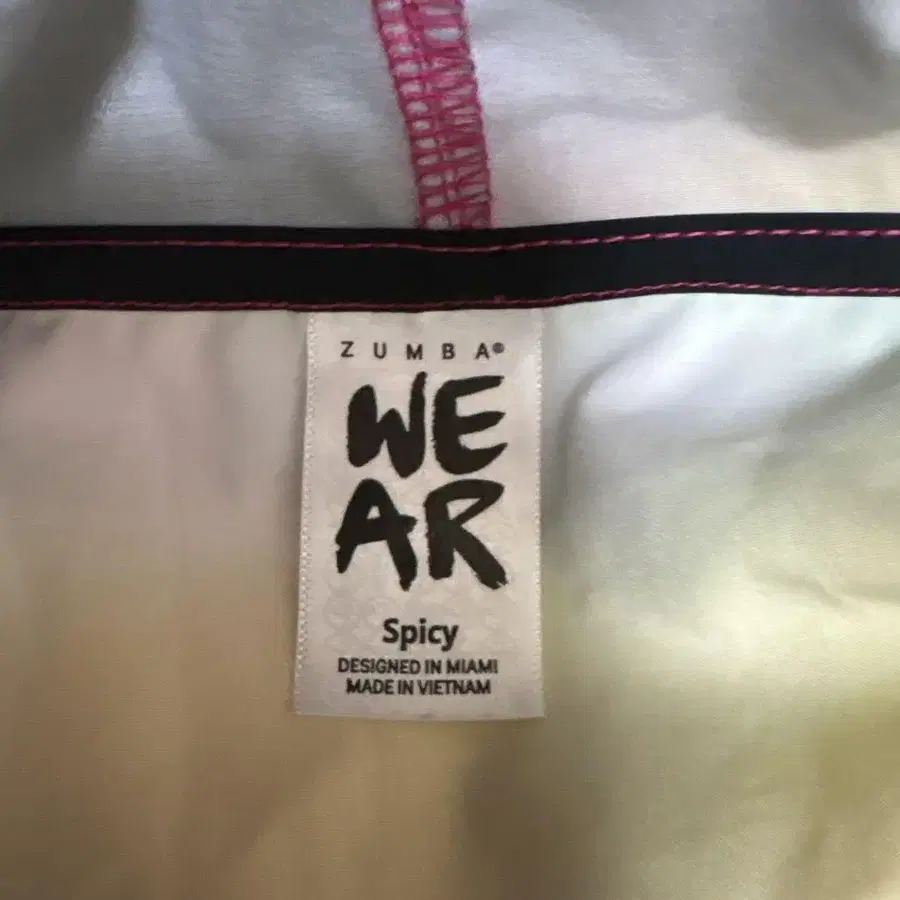 ZUMBA®
WE
AR
Spicy
DESIGNED IN MIAMI
MADE IN VIETNAM